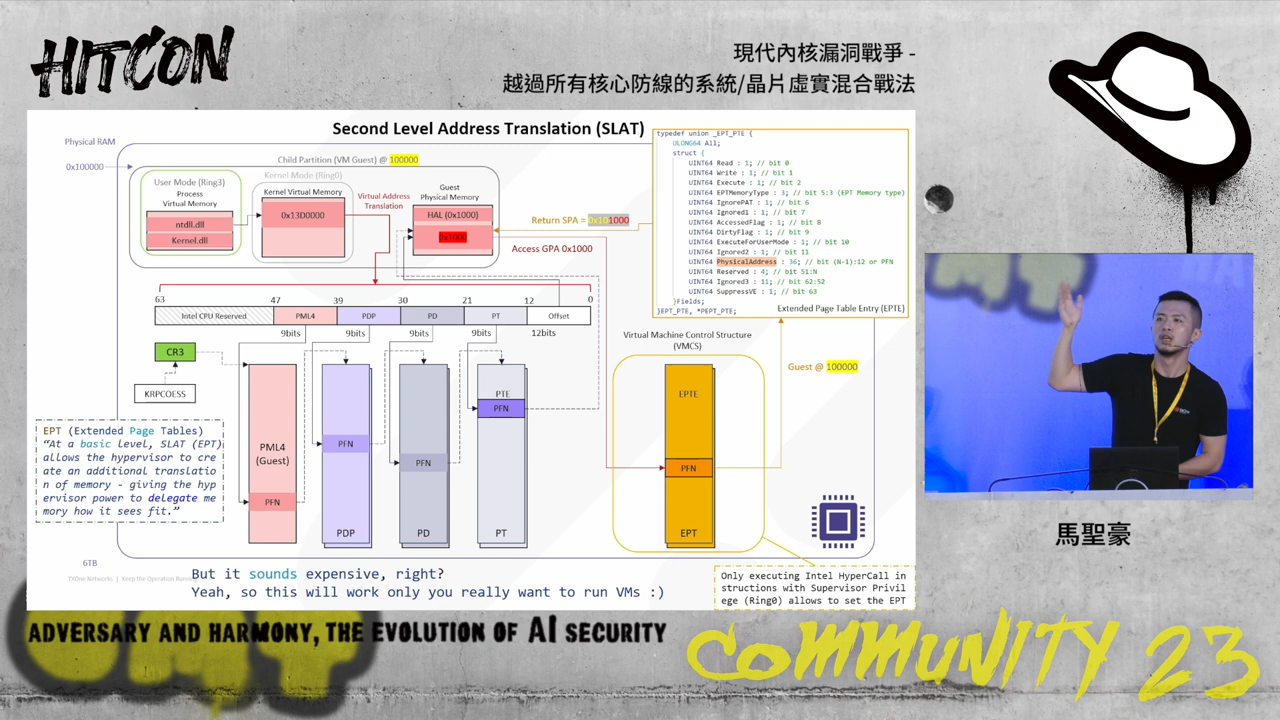 HITCON
現代內核漏洞戰爭 -
越過所有核心防線的系統/晶片虛實混合戰法
Second Level Address Translation (SLAT)
Physical RAM
0x100000
Child Partition (VM Guest) @ 100000
User Mode (Ring3)
Process
Virtual Memory
ntdll.dll
Kernel.dll
Kernel Mode (Ring0)
Kernel Virtual Memory
0x13D0000
Virtual Address
Translation
Guest
Physical Memory
HAL (0x1000)
0x1000
Return SPA = 0x101000
Access GPA 0x1000
typedef union _EPT_PTE {
ULONG64 All;
struct {
UINT64 Read : 1; // bit 0
UINT64 Write : 1; // bit 1
UINT64 Execute : 1; // bit 2
UINT64 EPTMemoryType : 3; // bit 5:3 (EPT Memory type)
UINT64 IgnorePAT : 1; // bit 6
UINT64 Ignored1 : 1; // bit 7
UINT64 AccessedFlag : 1; // bit 8
UINT64 DirtyFlag : 1; // bit 9
UINT64 ExecuteForUserMode : 1; // bit 10
UINT64 Ignored2 : 1; // bit 11
UINT64 PhysicalAddress : 36; // bit (N-1):12 or PFN
UINT64 Reserved : 4; // bit 51:N
UINT64 Ignored3 : 11; // bit 62:52
UINT64 SuppressVE : 1; // bit 63
}Fields;
}EPT_PTE, *PEPT_PTE;
Extended Page Table Entry (EPTE)
63 47 39 30 21 12 0
Intel CPU Reserved PML4 PDP PD PT Offset
9bits 9bits 9bits 9bits 12bits
CR3
KRPCOESS
PML4
(Guest)
PFN
PFN
PDP
PFN
PD
PTE
PFN
PT
Virtual Machine Control Structure
(VMCS)
EPTE
PFN
EPT
Guest @ 100000
EPT (Extended Page Tables)
“At a basic level, SLAT (EPT)
allows the hypervisor to cre
ate an additional translatio
n of memory - giving the hyp
ervisor power to delegate me
mory how it sees fit.”
6TB
TXOne Networks | Keep the Operation Running
But it sounds expensive, right?
Yeah, so this will work only you really want to run VMs :)
Only executing Intel HyperCall in
structions with Supervisor Privil
ege (Ring0) allows to set the EPT
馬聖豪
ADVERSARY AND HARMONY, THE EVOLUTION OF AI SECURITY
COMMUNITY 23